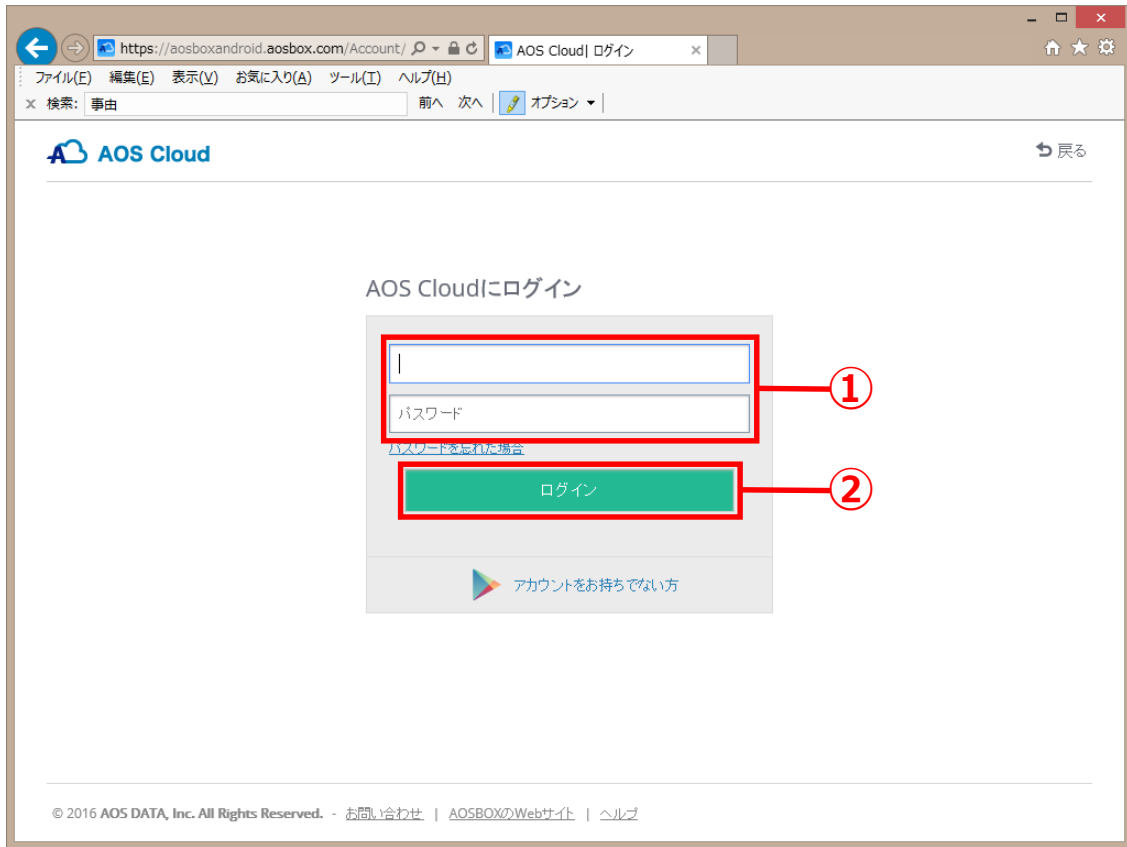 https://aosboxandroid.aosbox.com/Account/
AOS Cloud| ログイン
ファイル(F) 編集(E) 表示(V) お気に入り(A) ツール(T) ヘルプ(H)
x 検索: 事由 前へ 次へ オプション
AOS Cloud
戻る
AOS Cloudにログイン
①
パスワード
パスワードを忘れた場合
ログイン
②
アカウントをお持ちでない方
© 2016 AOS DATA, Inc. All Rights Reserved. - お問い合わせ | AOSBOXのWebサイト | ヘルプ